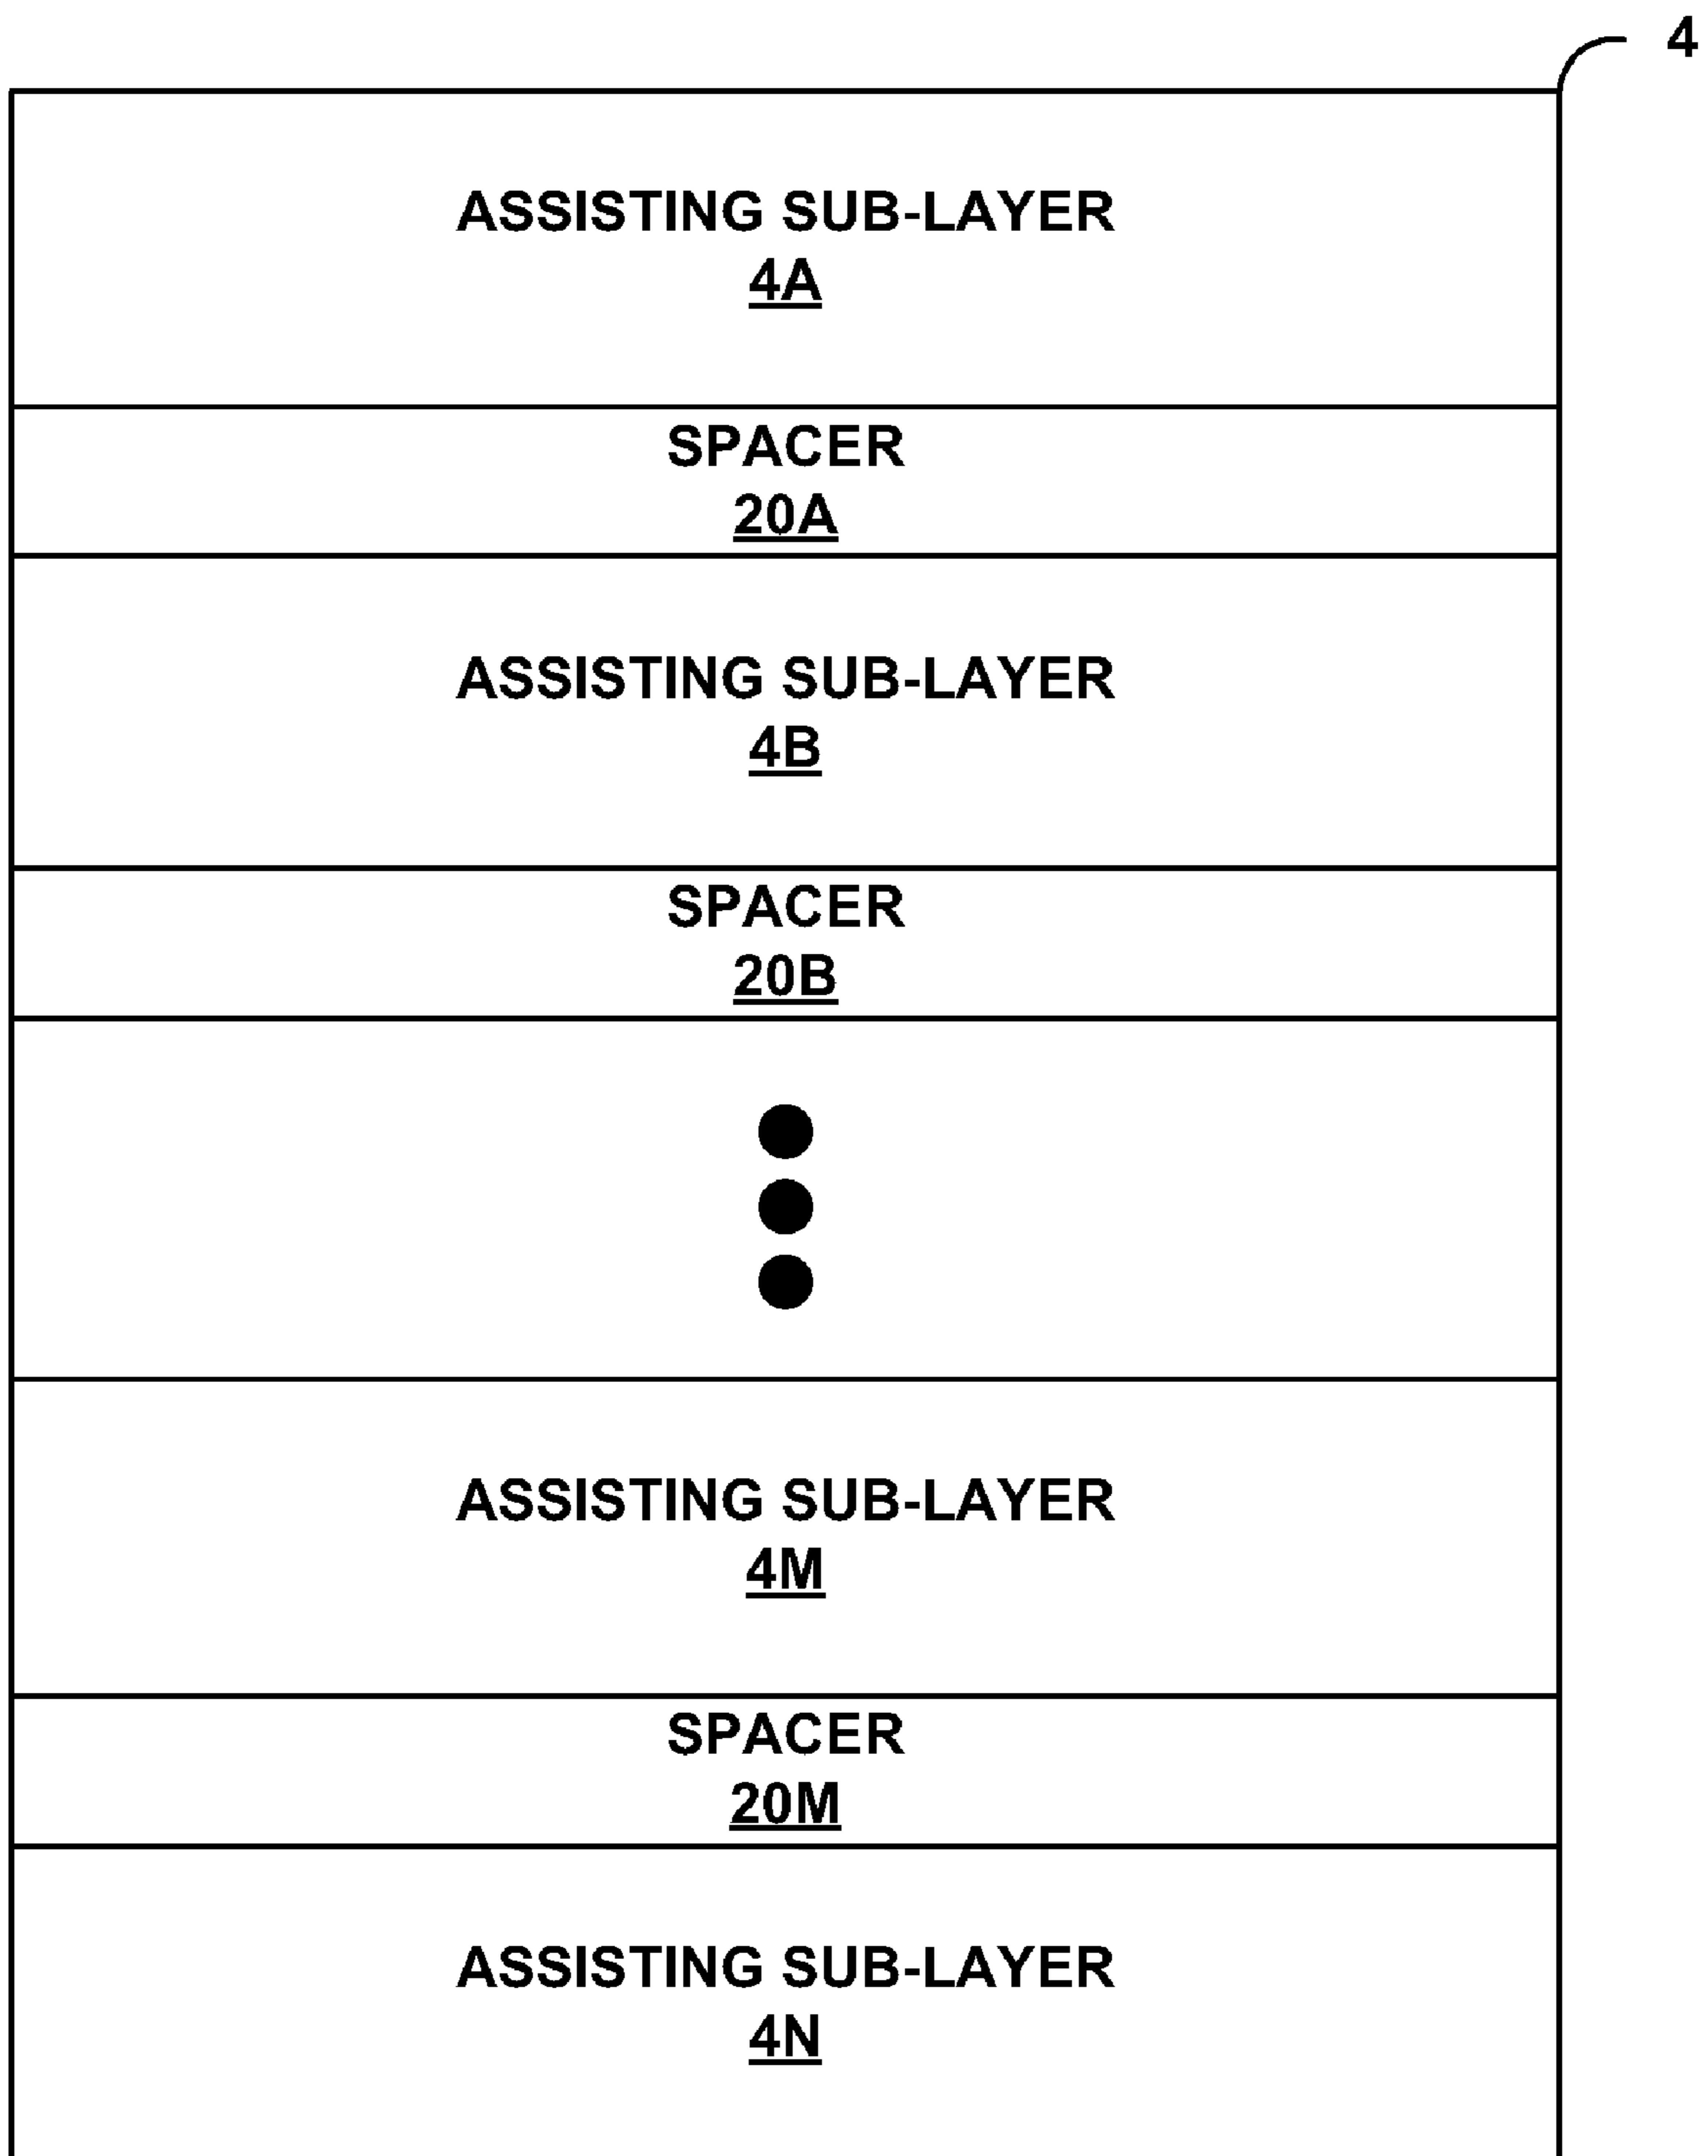 4
ASSISTING SUB-LAYER
4A
SPACER
20A
ASSISTING SUB-LAYER
4B
SPACER
20B
ASSISTING SUB-LAYER
4M
SPACER
20M
ASSISTING SUB-LAYER
4N